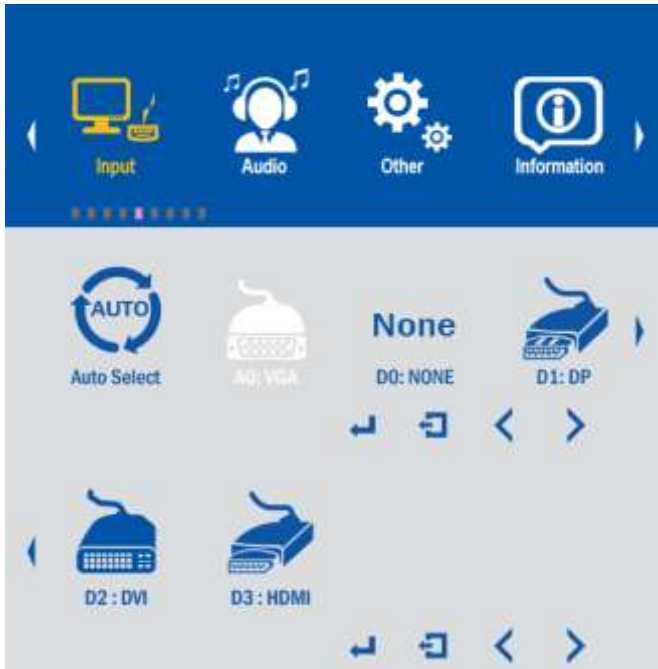 Input Audio Other Information
AUTO
None
Auto Select A0: VGA D0: NONE D1: DP
D2 : DVI D3 : HDMI